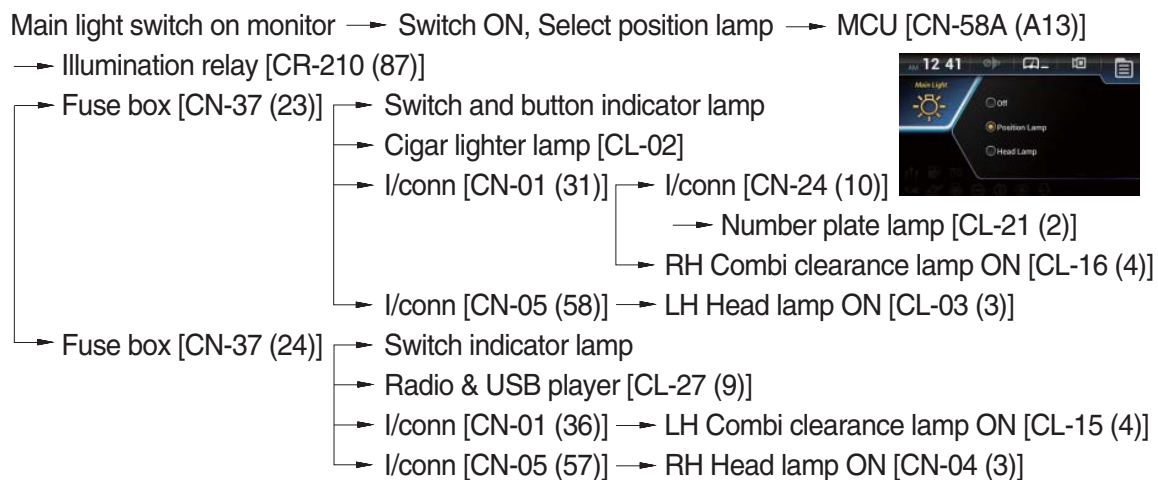 Main light switch on monitor → Switch ON, Select position lamp → MCU [CN-58A (A13)]
→ Illumination relay [CR-210 (87)]
→ Fuse box [CN-37 (23)] → Switch and button indicator lamp
→ Cigar lighter lamp [CL-02]
→ I/conn [CN-01 (31)] → I/conn [CN-24 (10)]
→ Number plate lamp [CL-21 (2)]
→ RH Combi clearance lamp ON [CL-16 (4)]
→ I/conn [CN-05 (58)] → LH Head lamp ON [CL-03 (3)]
→ Fuse box [CN-37 (24)] → Switch indicator lamp
→ Radio & USB player [CL-27 (9)]
→ I/conn [CN-01 (36)] → LH Combi clearance lamp ON [CL-15 (4)]
→ I/conn [CN-05 (57)] → RH Head lamp ON [CN-04 (3)]
AM 12 41
Main Light
Off
Position Lamp
Head Lamp